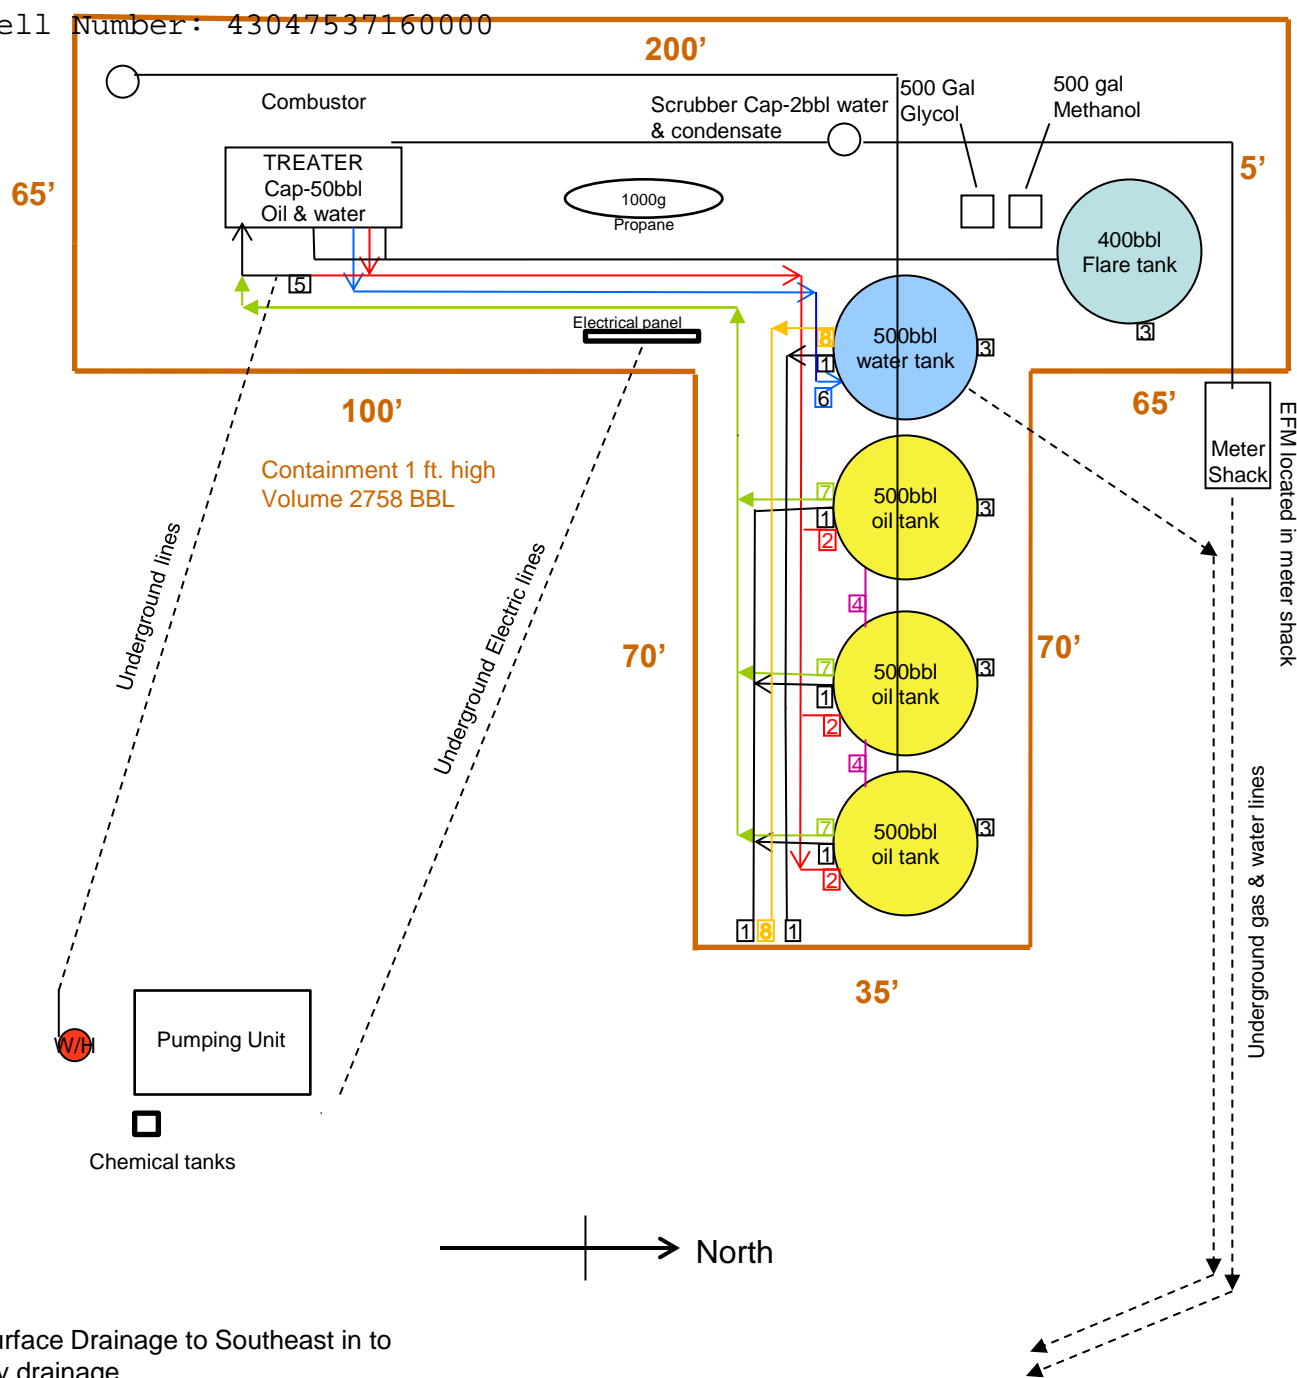 ell Number: 43047537160000
200’
Combustor
Scrubber Cap-2bbl water
& condensate
500 Gal
Glycol
500 gal
Methanol
65’
TREATER
Cap-50bbl
Oil & water
1000g
Propane
5’
400bbl
Flare tank
3
5
Electrical panel
8
1
6
500bbl
water tank
3
100’
65’
Containment 1 ft. high
Volume 2758 BBL
Meter
Shack
EFM located in meter shack
7
1
2
500bbl
oil tank
3
Underground lines
Underground Electric lines
4
70’
7
1
2
500bbl
oil tank
3
70’
4
7
1
2
500bbl
oil tank
3
Underground gas & water lines
1
8
1
35’
W/H
Pumping Unit
Chemical tanks
North
urface Drainage to Southeast in to
y drainage